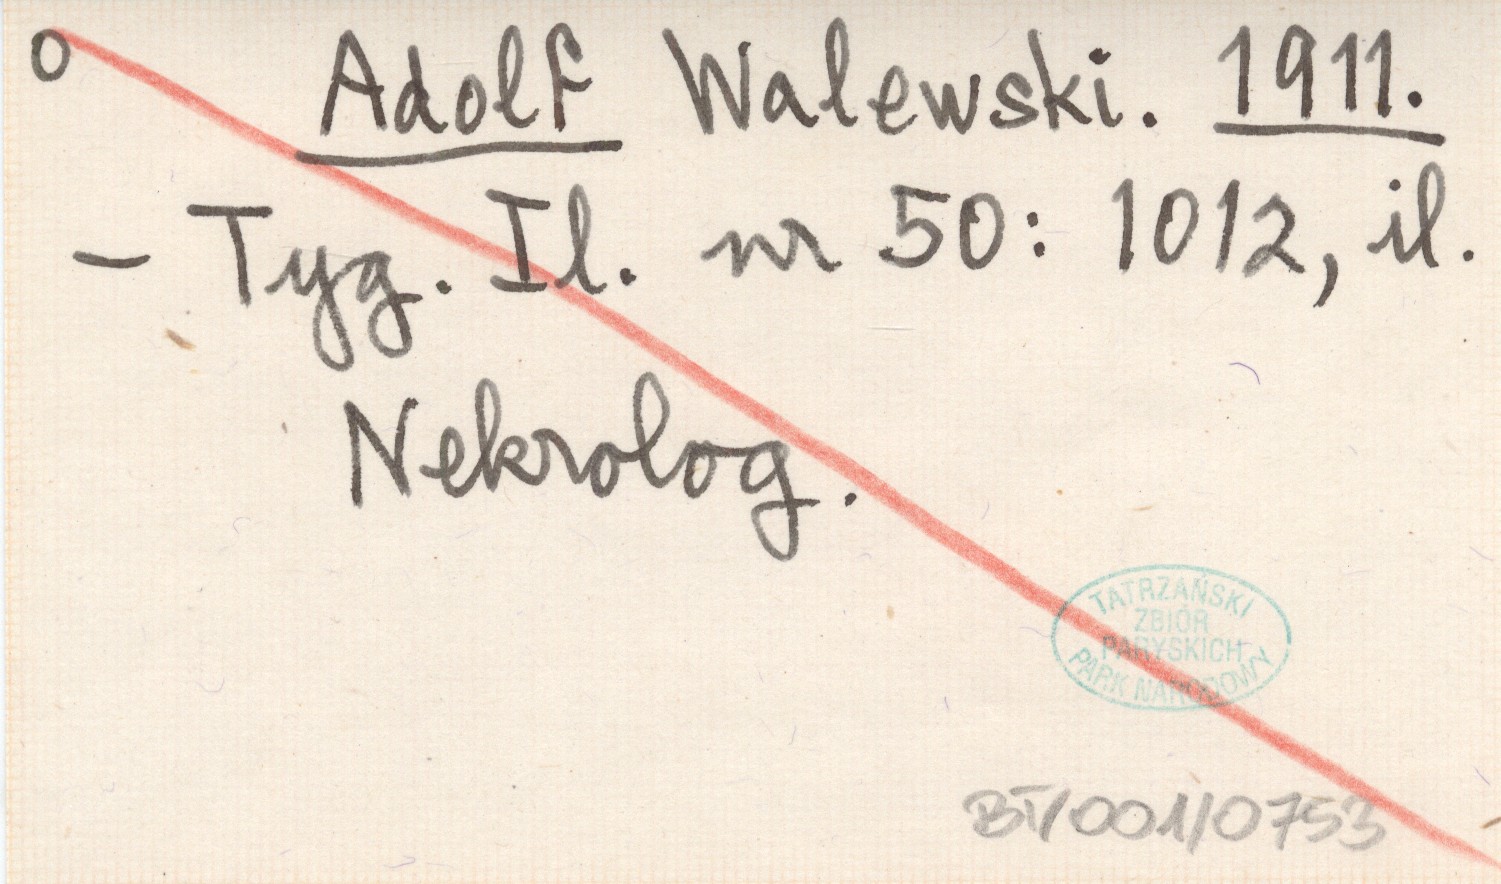 o Adolf Walewski. 1911.
– Tyg. Il. nr 50: 1012, il.
Nekrolog.
TATRZAŃSKI
ZBIÓR
PARYSKICH
PARK NARODOWY
BT/001/0753